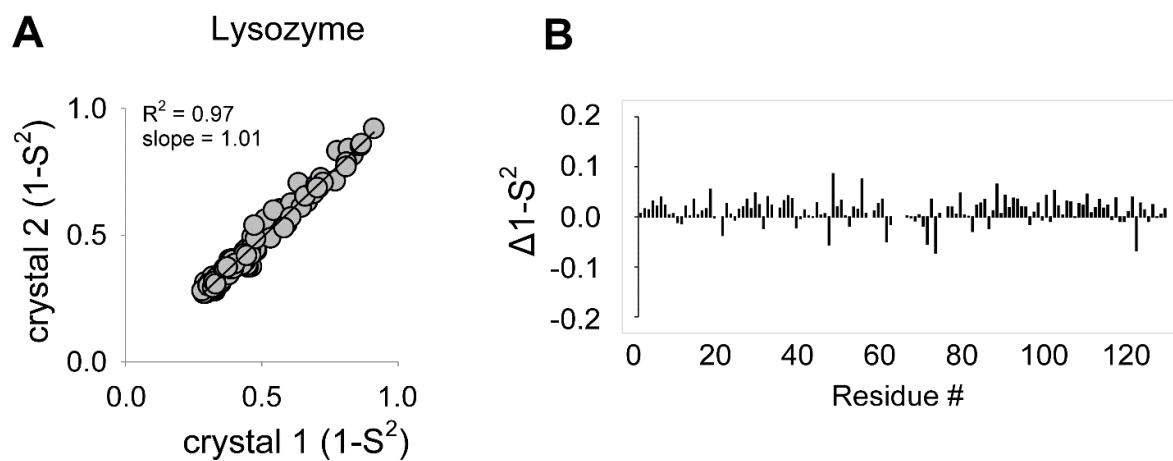 A
Lysozyme
B
R² = 0.97
slope = 1.01
1.0
0.5
0.0
0.0 0.5 1.0
crystal 2 (1-S²)
crystal 1 (1-S²)
0.2
0.1
0.0
-0.1
-0.2
Δ1-S²
0 20 40 60 80 100 120
Residue #